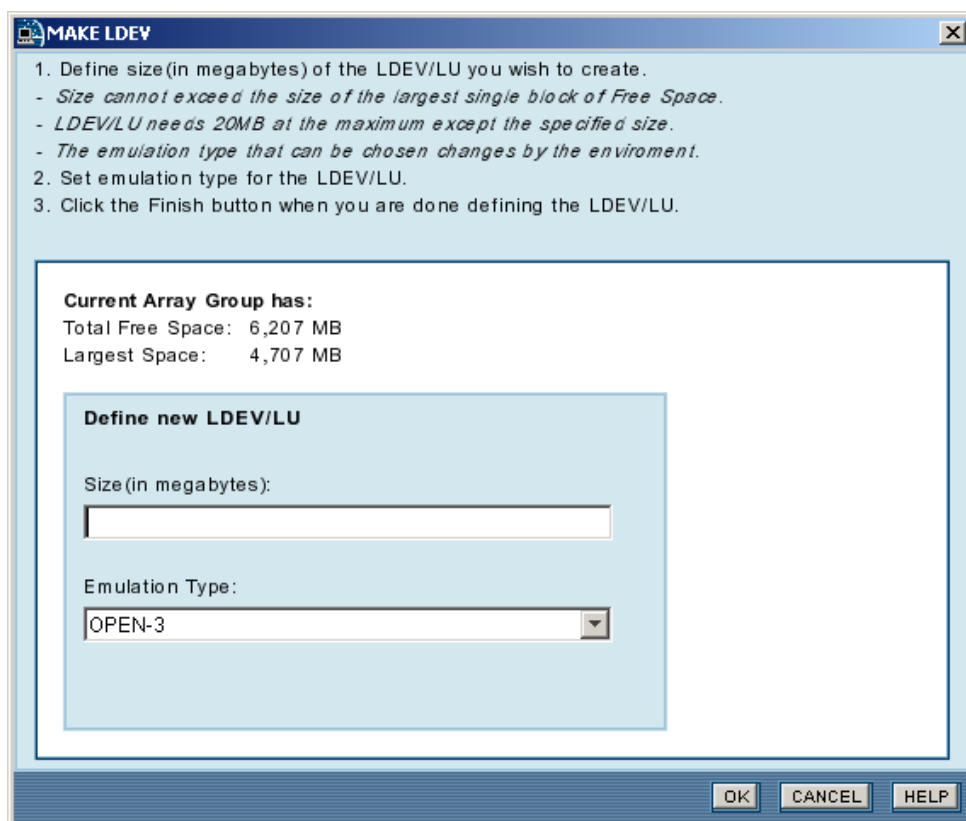 MAKE LDEV
1. Define size(in megabytes) of the LDEV/LU you wish to create.
- Size cannot exceed the size of the largest single block of Free Space.
- LDEV/LU needs 20MB at the maximum except the specified size.
- The emulation type that can be chosen changes by the enviroment.
2. Set emulation type for the LDEV/LU.
3. Click the Finish button when you are done defining the LDEV/LU.
Current Array Group has:
Total Free Space: 6,207 MB
Largest Space: 4,707 MB
Define new LDEV/LU
Size(in megabytes):
Emulation Type:
OPEN-3
OK CANCEL HELP